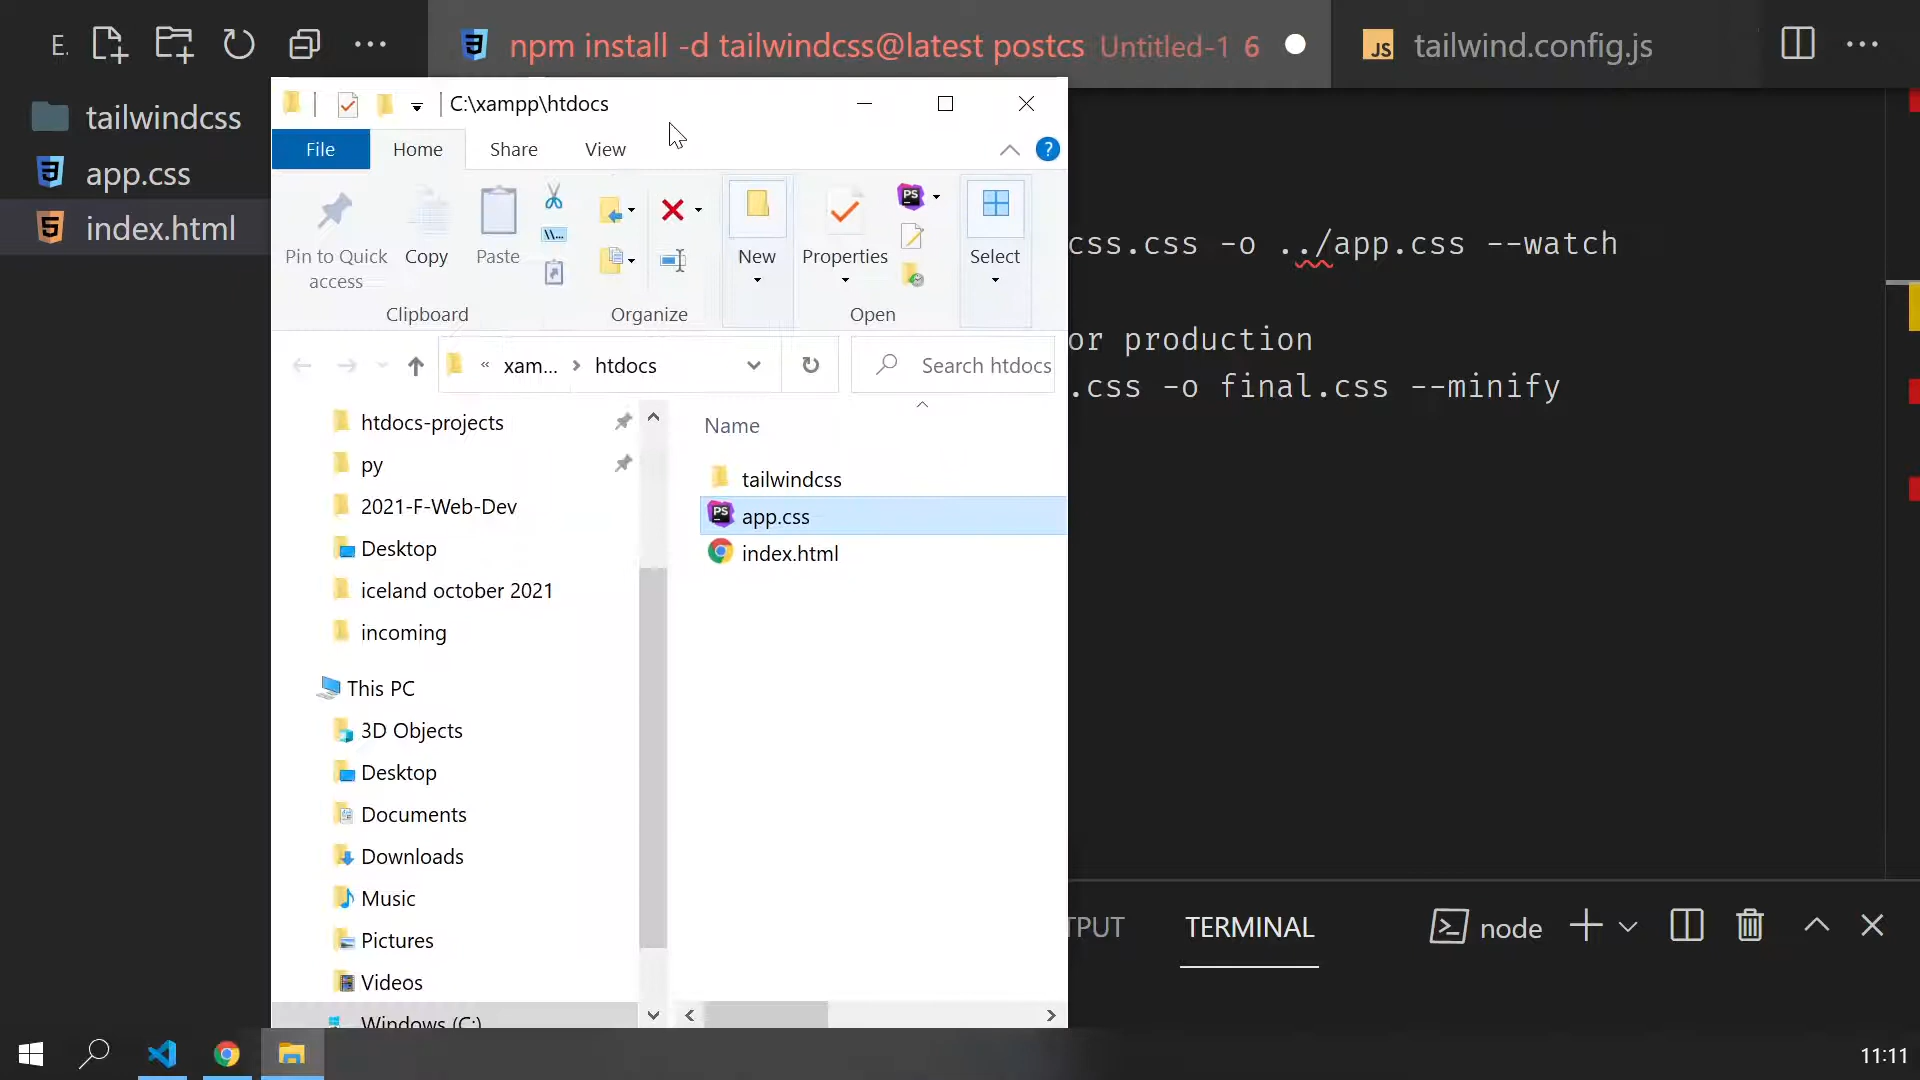 E.
npm install -d tailwindcss@latest postcs Untitled-1 6
JS tailwind.config.js
tailwindcss
app.css
index.html
C:\xampp\htdocs
File Home Share View
?
Pin to Quick access
Copy
Paste
\\...
New
Properties
PS
Select
Clipboard Organize Open
« xam... > htdocs
Search htdocs
htdocs-projects
py
2021-F-Web-Dev
Desktop
iceland october 2021
incoming
This PC
3D Objects
Desktop
Documents
Downloads
Music
Pictures
Videos
Windows (C:)
Name
tailwindcss
PS app.css
index.html
css.css -o ../app.css --watch
or production
.css -o final.css --minify
TPUT TERMINAL node
11:11